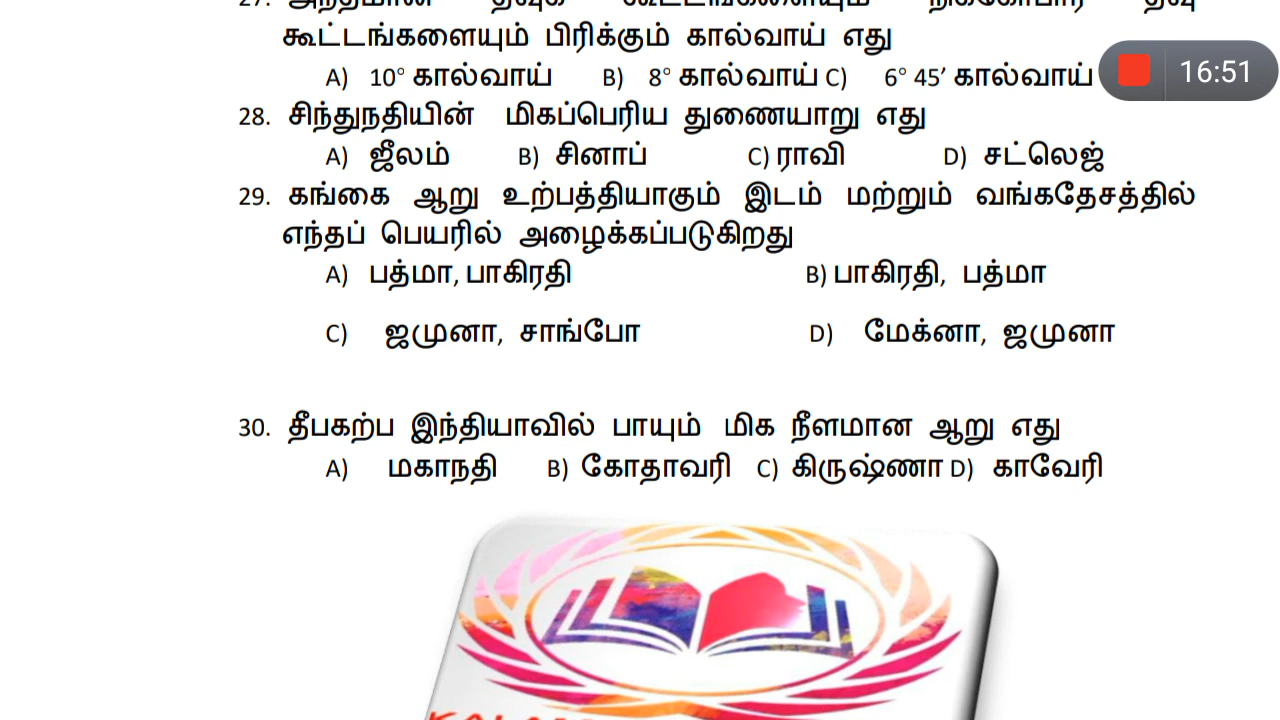 கூட்டங்களையும் பிரிக்கும் கால்வாய் எது
A) 10° கால்வாய் B) 8° கால்வாய் C) 6° 45′ கால்வாய்
16:51
28. சிந்துநதியின் மிகப்பெரிய துணையாறு எது
A) ஜீலம் B) சினாப் C) ராவி D) சட்லெஜ்
29. கங்கை ஆறு உற்பத்தியாகும் இடம் மற்றும் வங்கதேசத்தில்
எந்தப் பெயரில் அழைக்கப்படுகிறது
A) பத்மா, பாகிரதி B) பாகிரதி, பத்மா
C) ஜமுனா, சாங்போ D) மேக்னா, ஜமுனா
30. தீபகற்ப இந்தியாவில் பாயும் மிக நீளமான ஆறு எது
A) மகாநதி B) கோதாவரி C) கிருஷ்ணா D) காவேரி